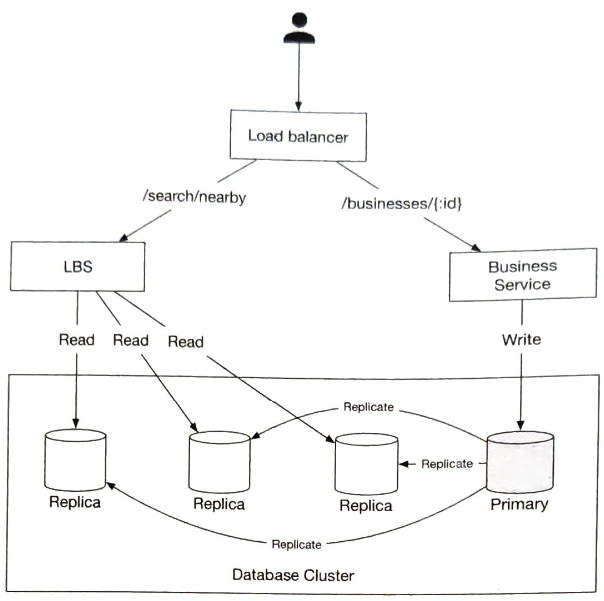 Load balancer
/search/nearby
/businesses/{:id}
LBS
Business
Service
Read
Read
Read
Write
Replicate
Replicate
Replica
Replica
Replica
Primary
Replicate
Database Cluster